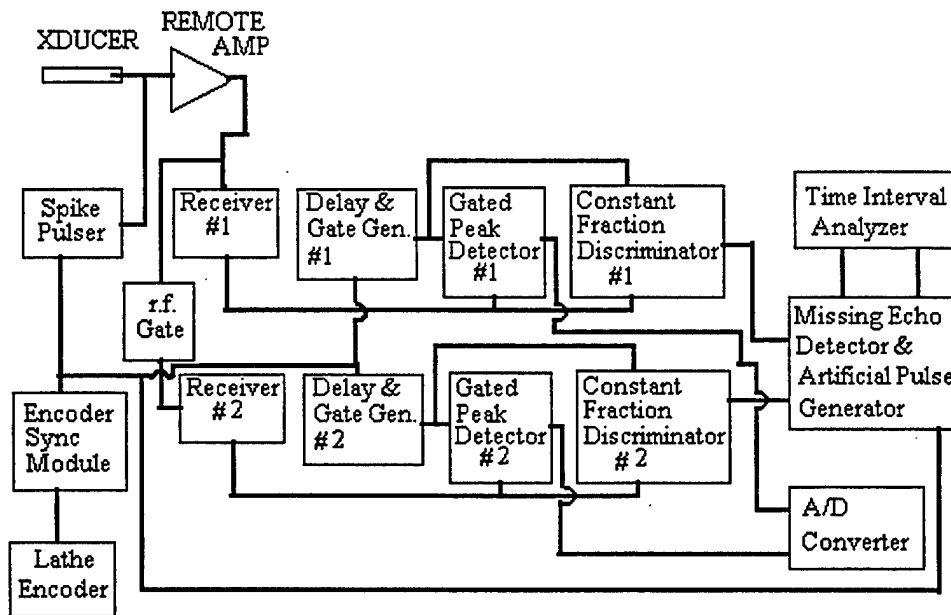 REMOTE
AMP
XDUCER
Spike
Pulser
Receiver
#1
Delay &
Gate Gen.
#1
Gated
Peak
Detector
#1
Constant
Fraction
Discriminator
#1
Time Interval
Analyzer
r.f.
Gate
Missing Echo
Detector &
Artificial Pulse
Generator
Encoder
Sync
Module
Receiver
#2
Delay &
Gate Gen.
#2
Gated
Peak
Detector
#2
Constant
Fraction
Discriminator
#2
A/D
Converter
Lathe
Encoder